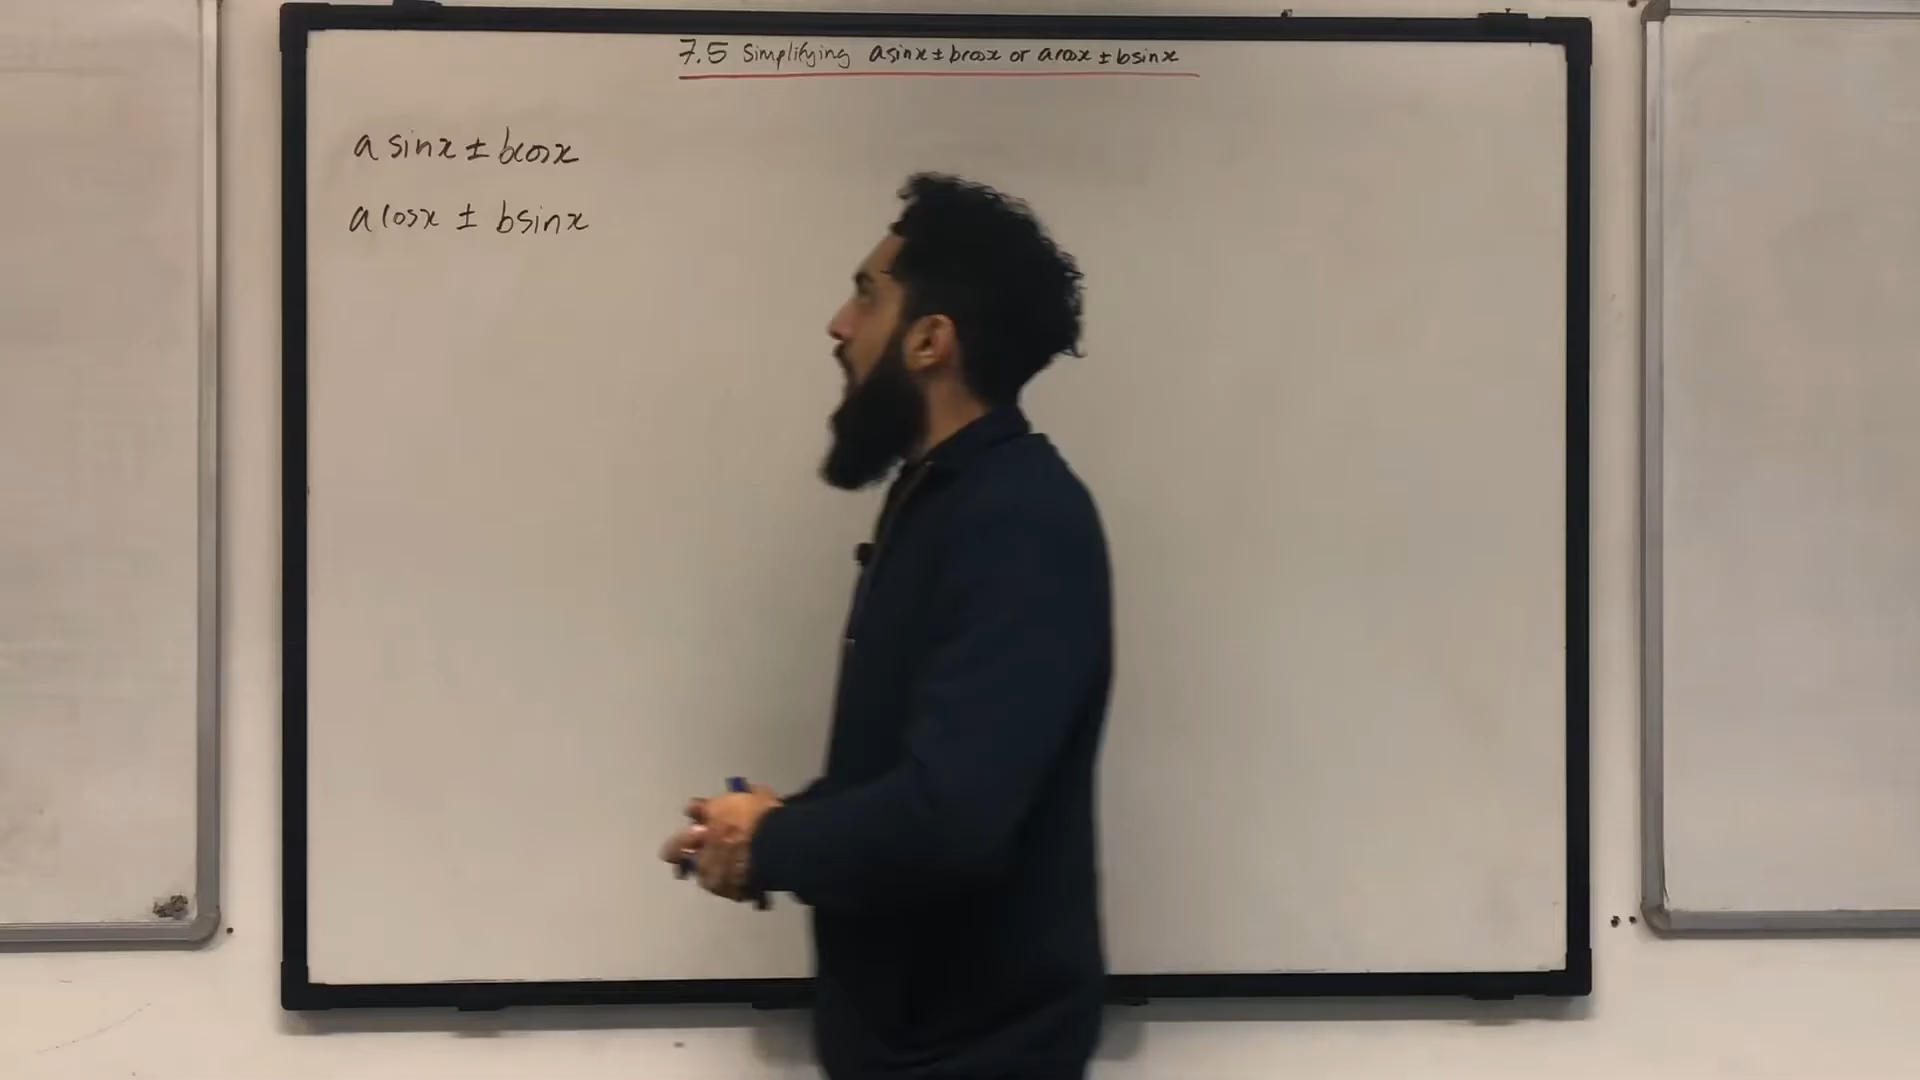 7.5 Simplifying asinx ± bcosx or acosx ± bsinx
a sinx ± bcosx
a cosx ± bsinx